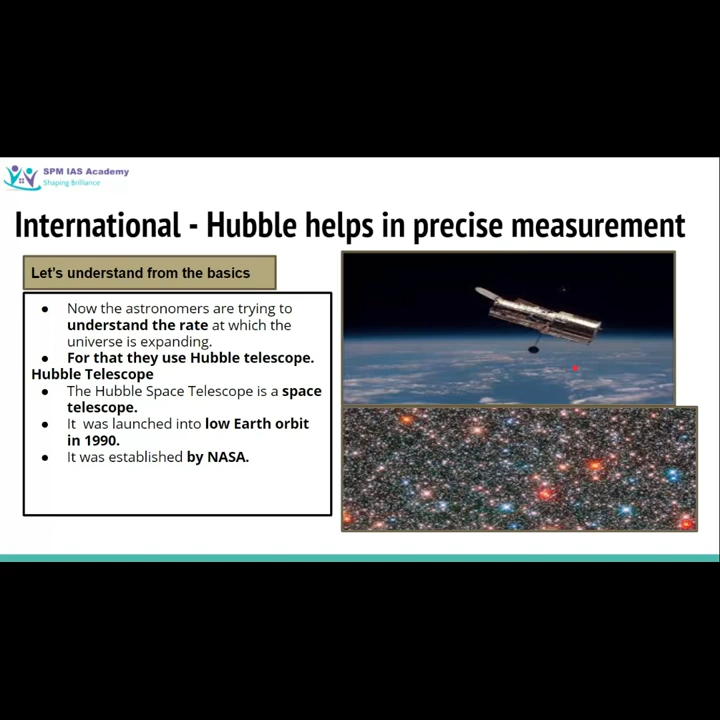 SPM IAS Academy
Shaping Brilliance
International - Hubble helps in precise measurement
Let's understand from the basics
● Now the astronomers are trying to
understand the rate at which the
universe is expanding.
● For that they use Hubble telescope.
Hubble Telescope
● The Hubble Space Telescope is a space
telescope.
● It was launched into low Earth orbit
in 1990.
● It was established by NASA.